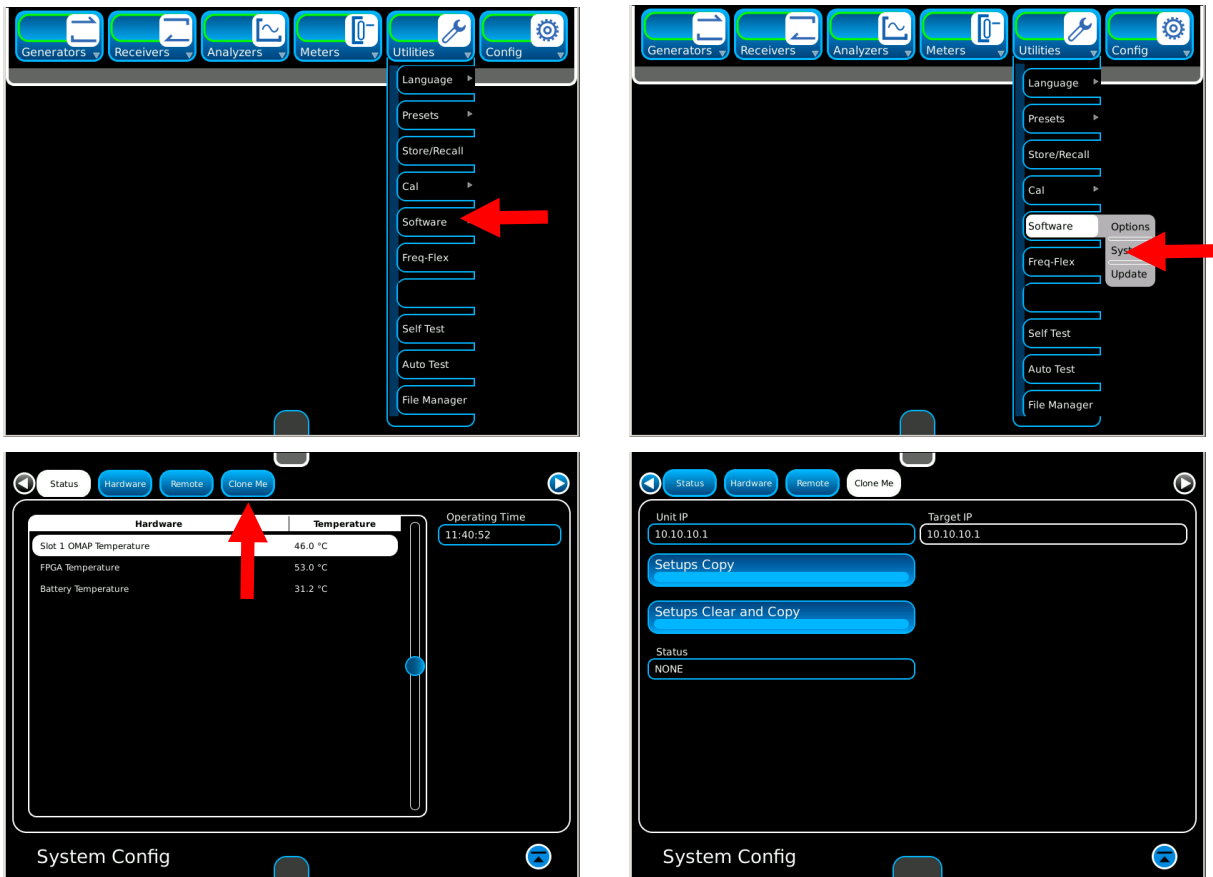 Generators Receivers Analyzers Meters Utilities Config
Language
Presets
Store/Recall
Cal
Software
Freq-Flex
Self Test
Auto Test
File Manager
Generators Receivers Analyzers Meters Utilities Config
Language
Presets
Store/Recall
Cal
Software Options
Freq-Flex
Update
Self Test
Auto Test
File Manager
Status Hardware Remote Clone Me
Hardware Temperature
Slot 1 OMAP Temperature 46.0 °C
FPGA Temperature 53.0 °C
Battery Temperature 31.2 °C
Operating Time
11:40:52
System Config
Status Hardware Remote Clone Me
Unit IP Target IP
10.10.10.1 10.10.10.1
Setups Copy
Setups Clear and Copy
Status
NONE
System Config